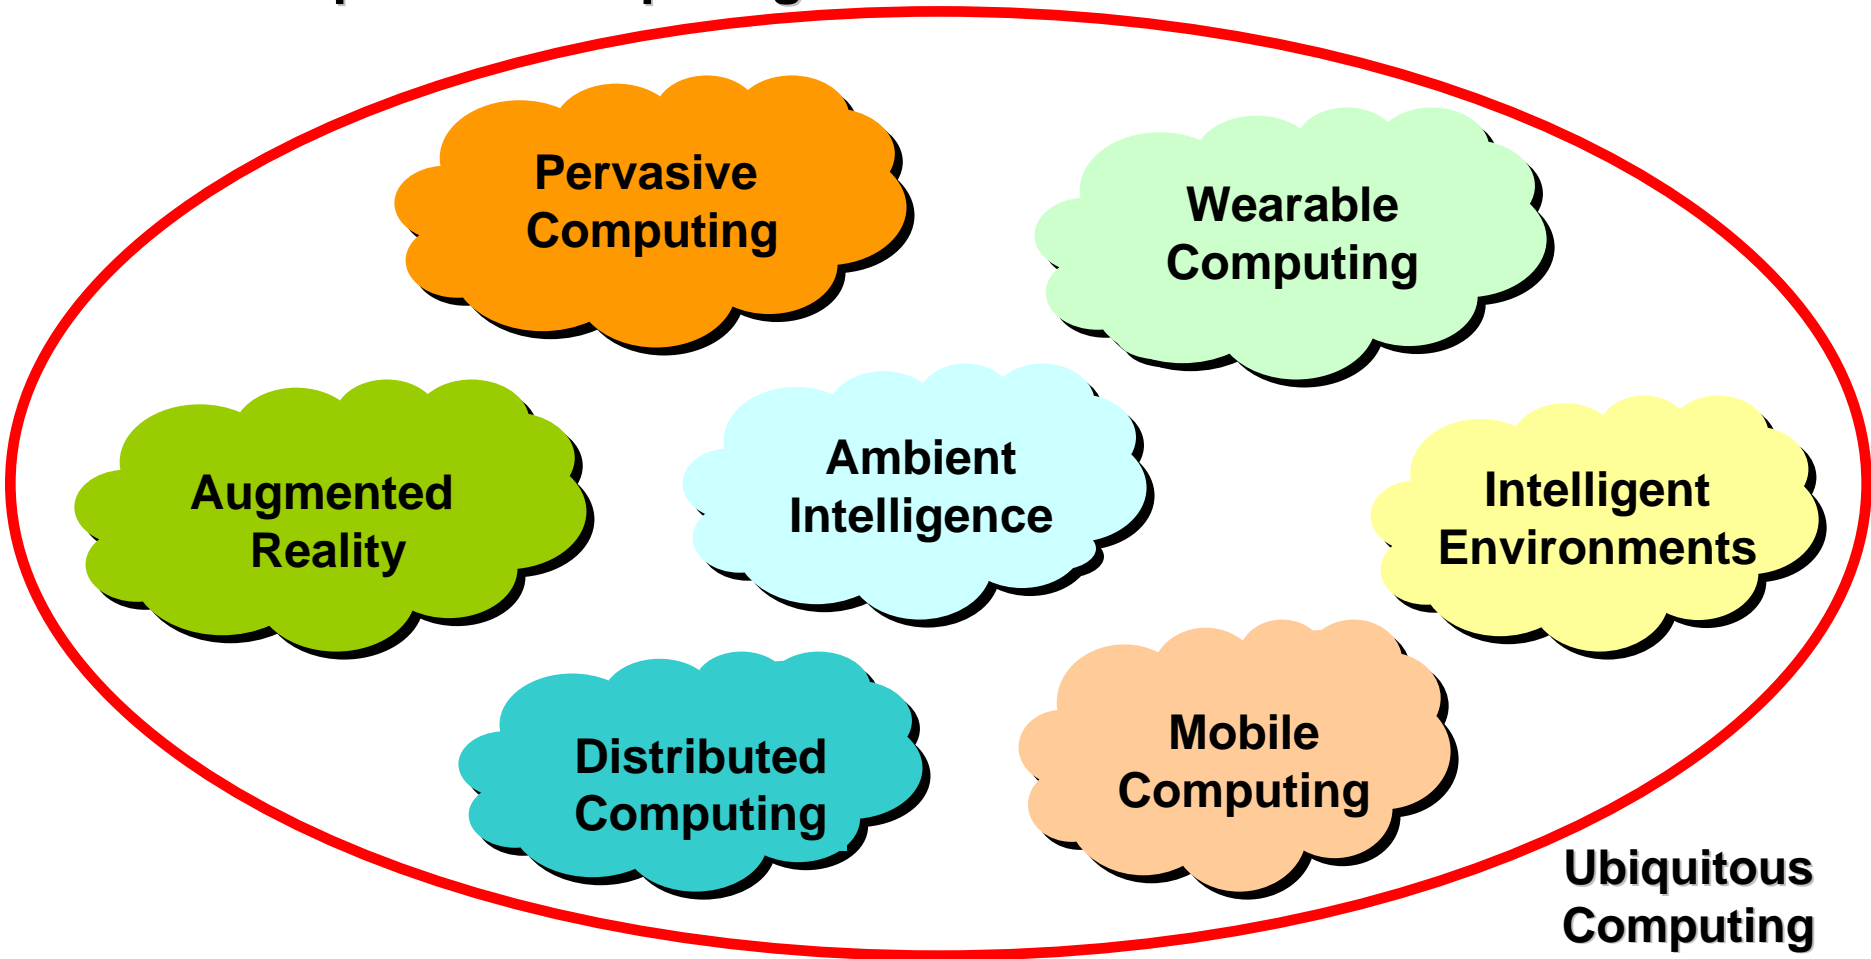 Pervasive
Computing
Wearable
Computing
Augmented
Reality
Ambient
Intelligence
Intelligent
Environments
Distributed
Computing
Mobile
Computing
Ubiquitous
Computing